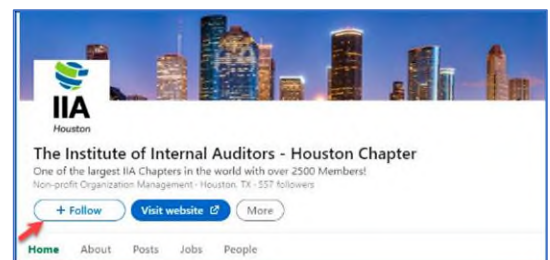 IIA
Houston
The Institute of Internal Auditors - Houston Chapter
One of the largest IIA Chapters in the world with over 2500 Members!
Non-profit Organization Management · Houston, TX · 557 followers
+ Follow Visit website More
Home About Posts Jobs People